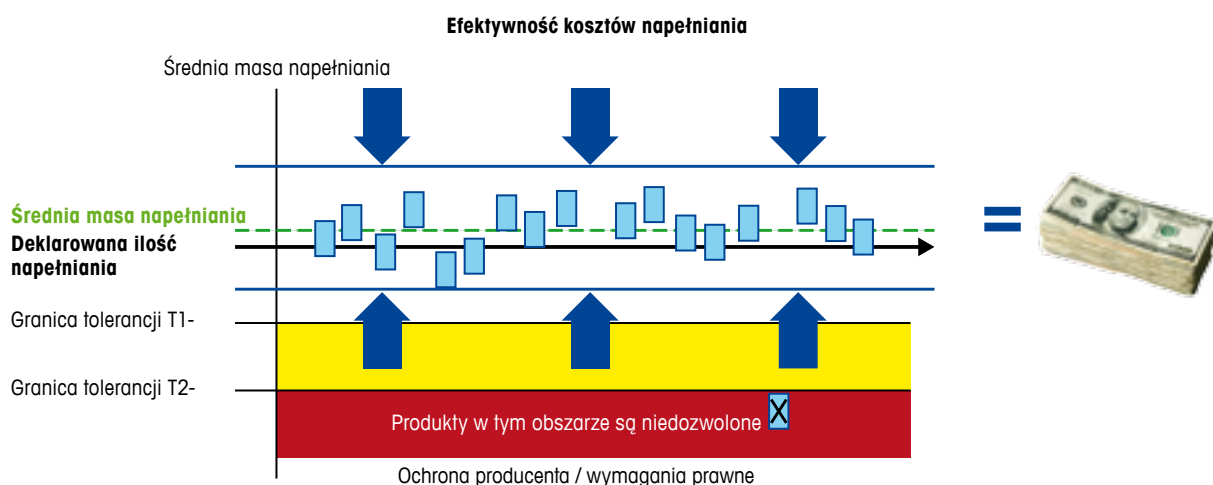 Efektywność kosztów napełniania
Średnia masa napełniania
Średnia masa napełniania
Deklarowana ilość
napełniania
=
Granica tolerancji T1-
Granica tolerancji T2-
Produkty w tym obszarze są niedozwolone X
Ochrona producenta / wymagania prawne